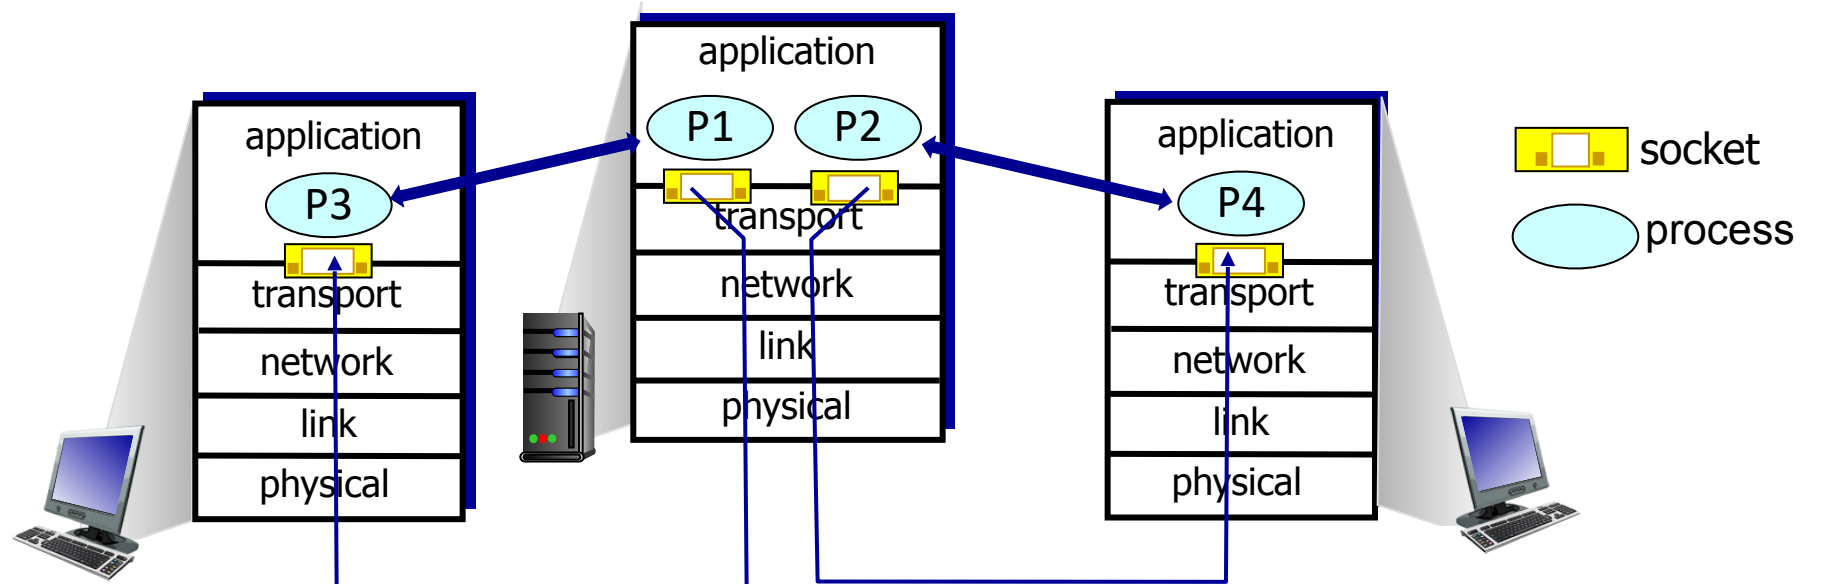 application
P3
transport
network
link
physical
application
P1 P2
transport
network
link
physical
application
P4
transport
network
link
physical
socket
process